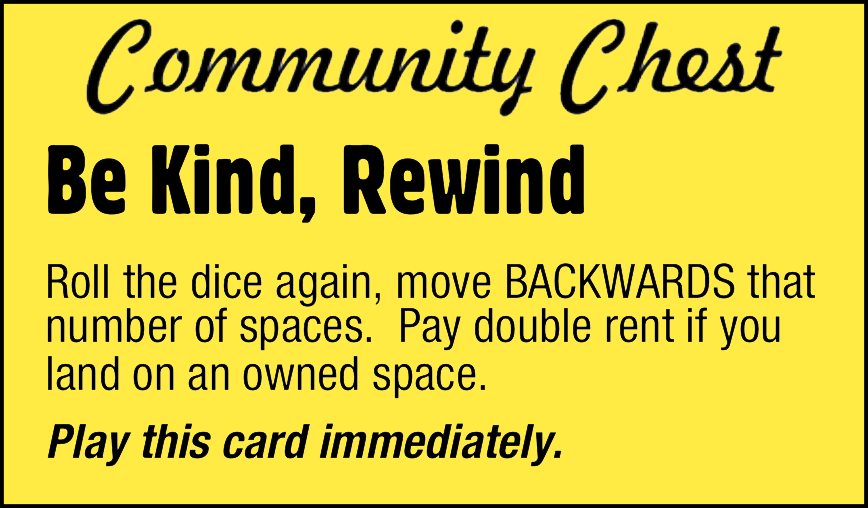 Community Chest
Be Kind, Rewind
Roll the dice again, move BACKWARDS that
number of spaces.  Pay double rent if you
land on an owned space.
Play this card immediately.